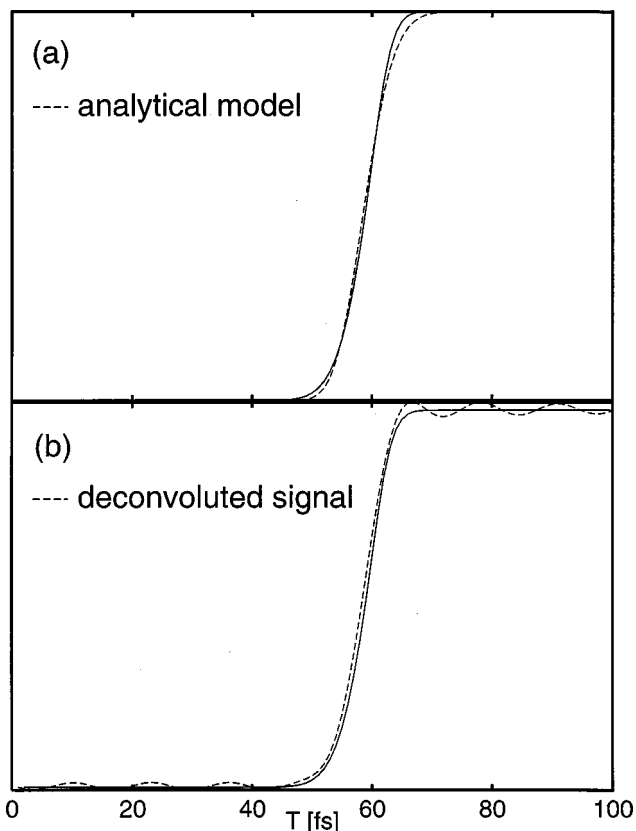 (a)
analytical model
(b)
deconvoluted signal
0 20 40 60 80 100
T [fs]